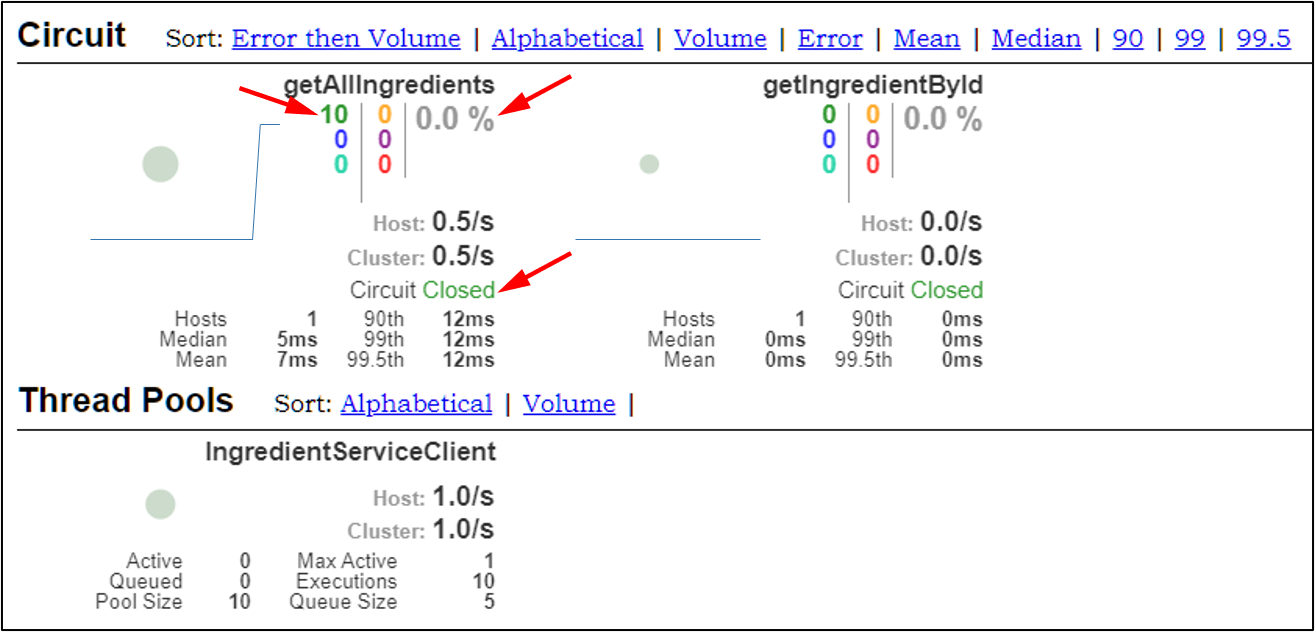 Circuit Sort: Error then Volume | Alphabetical | Volume | Error | Mean | Median | 90 | 99 | 99.5
getAllIngredients getIngredientById
10 0 0.0 % 0 0 0.0 %
0 0 0 0
0 0 0 0
Host: 0.5/s Host: 0.0/s
Cluster: 0.5/s Cluster: 0.0/s
Circuit Closed Circuit Closed
Hosts 1 90th 12ms Hosts 1 90th 0ms
Median 5ms 99th 12ms Median 0ms 99th 0ms
Mean 7ms 99.5th 12ms Mean 0ms 99.5th 0ms
Thread Pools Sort: Alphabetical | Volume |
IngredientServiceClient
Host: 1.0/s
Cluster: 1.0/s
Active 0 Max Active 1
Queued 0 Executions 10
Pool Size 10 Queue Size 5